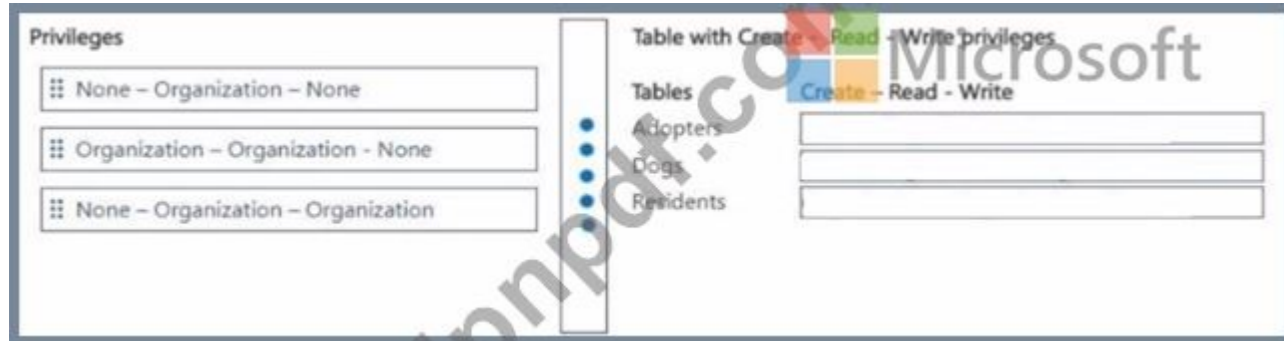 Privileges
None – Organization – None
Organization – Organization - None
None – Organization – Organization
Table with Create - Read - Write privileges
Microsoft
Tables
Create – Read - Write
Adopters
Dogs
Residents